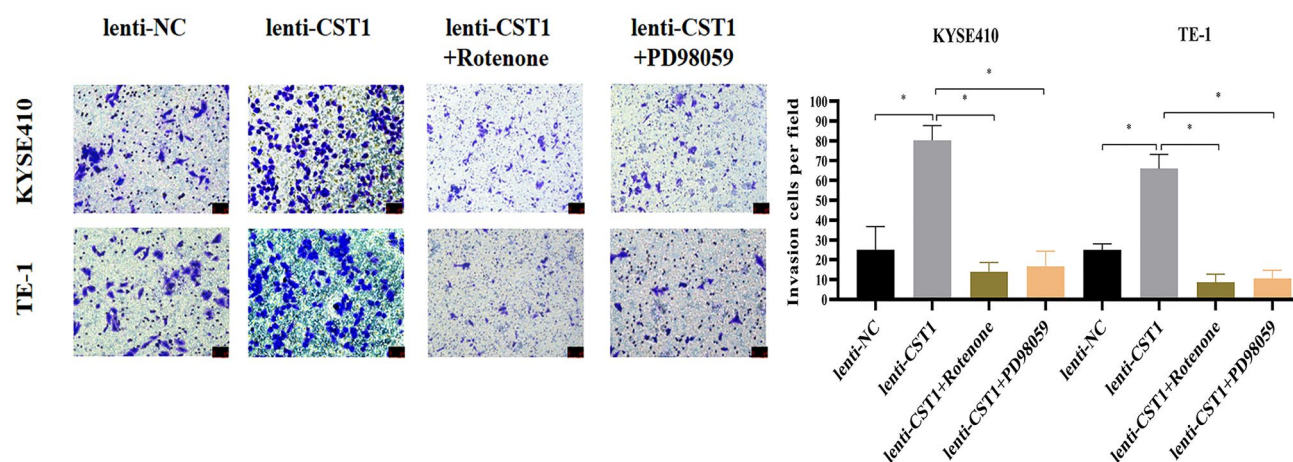 lenti-NC
lenti-CST1
lenti-CST1
+Rotenone
lenti-CST1
+PD98059
KYSE410
TE-1
KYSE410
TE-1
*
*
*
*
*
*
Invasion cells per field
100
90
80
70
60
50
40
30
20
10
0
lenti-NC
lenti-CST1
lenti-CST1+Rotenone
lenti-CST1+PD98059
lenti-NC
lenti-CST1
lenti-CST1+Rotenone
lenti-CST1+PD98059